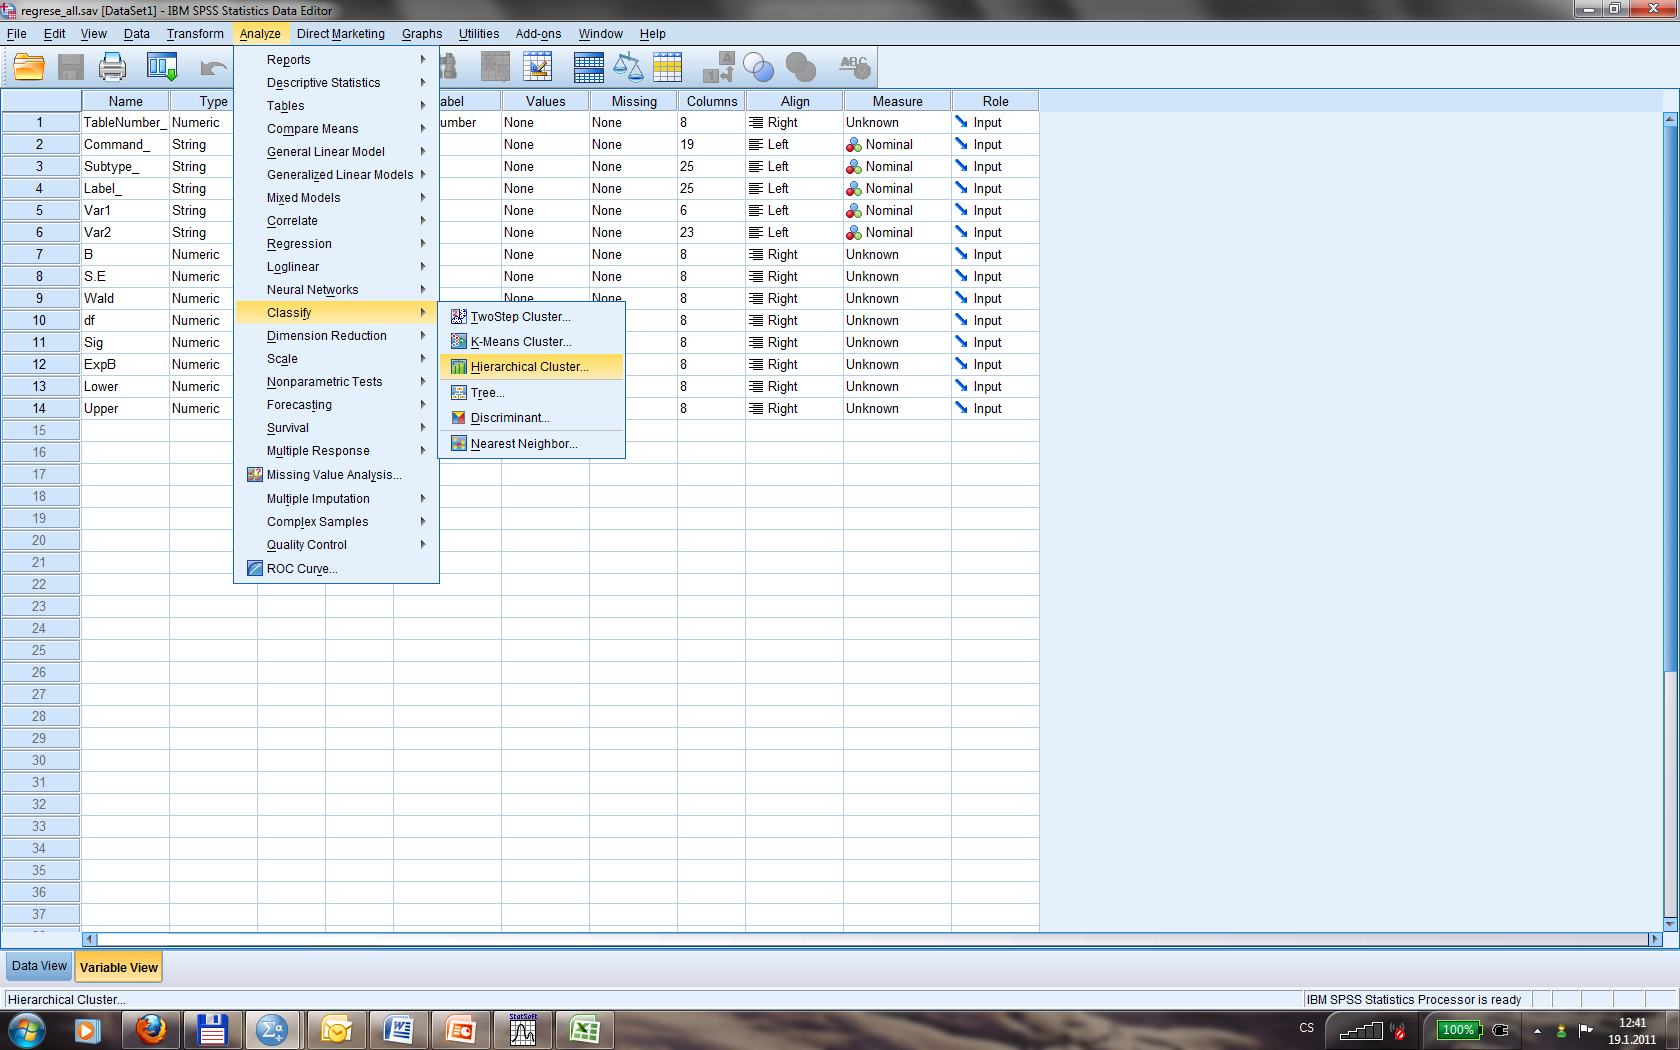 regrese_all.sav [DataSet1] - IBM SPSS Statistics Data Editor
File Edit View Data Transform Analyze Direct Marketing Graphs Utilities Add-ons Window Help
Name Type abel Values Missing Columns Align Measure Role
1 TableNumber_ Numeric umber None None 8 Right Unknown Input
2 Command_ String None None 19 Left Nominal Input
3 Subtype_ String None None 25 Left Nominal Input
4 Label_ String None None 25 Left Nominal Input
5 Var1 String None None 6 Left Nominal Input
6 Var2 String None None 23 Left Nominal Input
7 B Numeric None None 8 Right Unknown Input
8 S.E Numeric None None 8 Right Unknown Input
9 Wald Numeric None None 8 Right Unknown Input
10 df Numeric 8 Right Unknown Input
11 Sig Numeric 8 Right Unknown Input
12 ExpB Numeric 8 Right Unknown Input
13 Lower Numeric 8 Right Unknown Input
14 Upper Numeric 8 Right Unknown Input
15
16
17
18
19
20
21
22
23
24
25
26
27
28
29
30
31
32
33
34
35
36
37
Reports
Descriptive Statistics
Tables
Compare Means
General Linear Model
Generalized Linear Models
Mixed Models
Correlate
Regression
Loglinear
Neural Networks
Classify
Dimension Reduction
Scale
Nonparametric Tests
Forecasting
Survival
Multiple Response
Missing Value Analysis...
Multiple Imputation
Complex Samples
Quality Control
ROC Curve...
TwoStep Cluster...
K-Means Cluster...
Hierarchical Cluster...
Tree...
Discriminant...
Nearest Neighbor...
Data View Variable View
Hierarchical Cluster... IBM SPSS Statistics Processor is ready
StatSoft
CS 100% 12:41
19.1.2011